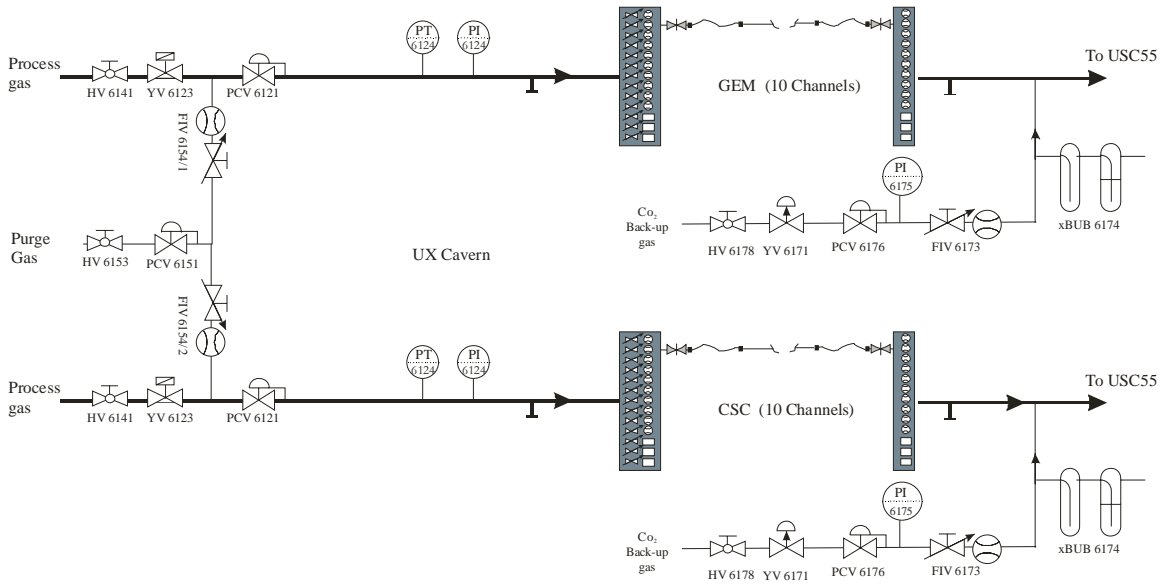 Process
gas
HV 6141
YV 6123
PCV 6121
PT
6124
PI
6124
GEM (10 Channels)
To USC55
FIV 6154/1
PI
6175
Co₂
Back-up
gas
HV 6178
YV 6171
PCV 6176
FIV 6173
xBUB 6174
Purge
Gas
HV 6153
PCV 6151
UX Cavern
FIV 6154/2
Process
gas
HV 6141
YV 6123
PCV 6121
PT
6124
PI
6124
CSC (10 Channels)
To USC55
PI
6175
Co₂
Back-up
gas
HV 6178
YV 6171
PCV 6176
FIV 6173
xBUB 6174